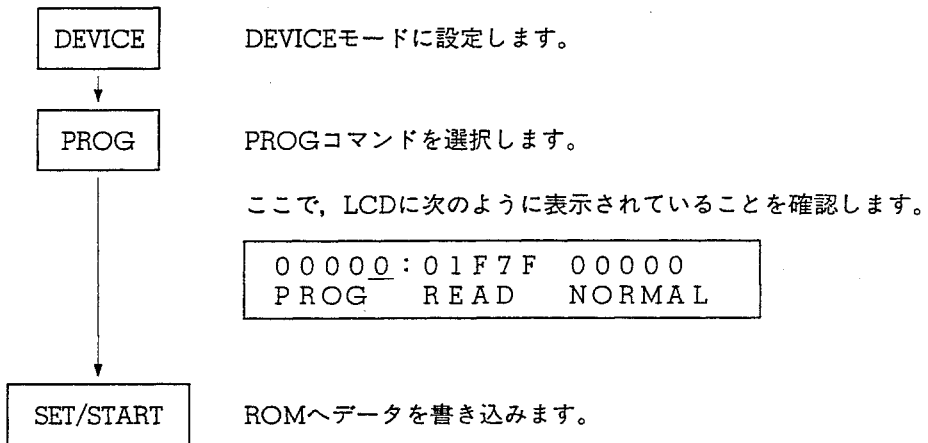 DEVICE DEVICEモードに設定します。
PROG PROGコマンドを選択します。
ここで，LCDに次のように表示されていることを確認します。
00000:01F7F 00000
PROG READ NORMAL
SET/START ROMへデータを書き込みます。